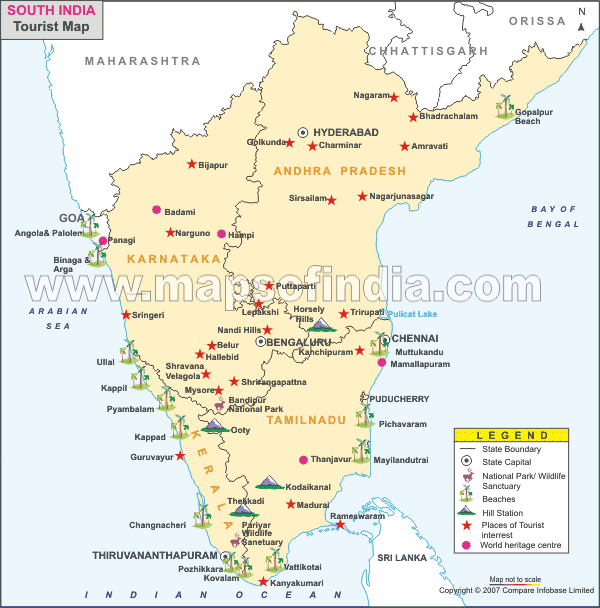 SOUTH INDIA
Tourist Map
N
ORISSA
CHHATTISGARH
MAHARASHTRA
Nagaram
Bhadrachalam
Gopalpur
Beach
HYDERABAD
Golkunda
Charminar
Amravati
Bijapur
ANDHRA PRADESH
Sirsailam
Nagarjunasagar
Badami
BAY OF
BENGAL
GOA
Angola& Palolem
Panagi
Narguno
Hampi
Binaga &
Arga
KARNATAKA
www.mapsofindia.com
Puttaparti
ARABIAN
SEA
Sringeri
Lepakshi
Horsely
Hills
Trirupati
Pulicat Lake
Nandi Hills
BENGALURU
CHENNAI
Kanchipuram
Muttukandu
Mamallapuram
Belur
Hallebid
Ullal
Shravana
Velagola
Shrirangapattna
Mysore
Kappil
Bandipur
National Park
PUDUCHERRY
Pyambalam
TAMILNADU
Pichavaram
Ooty
Kappad
KERALA
Guruvayur
Thanjavur
Mayilandutrai
Kodaikanal
Thekkadi
Madurai
Rameswaram
Changnacheri
Pariyar
Wildlife
Sanetuary
THIRUVANANTHAPURAM
Pozhikkara
Kovalam
Vattikotai
Kanyakumari
SRI LANKA
INDIAN OCEAN
LEGEND
State Boundary
State Capital
National Park/ Wildlife
Sanctuary
Beaches
Hill Station
Places of Tourist
interrest
World heritage centre
Map not to scale
Copyright © 2007 Compare Infobase Limited